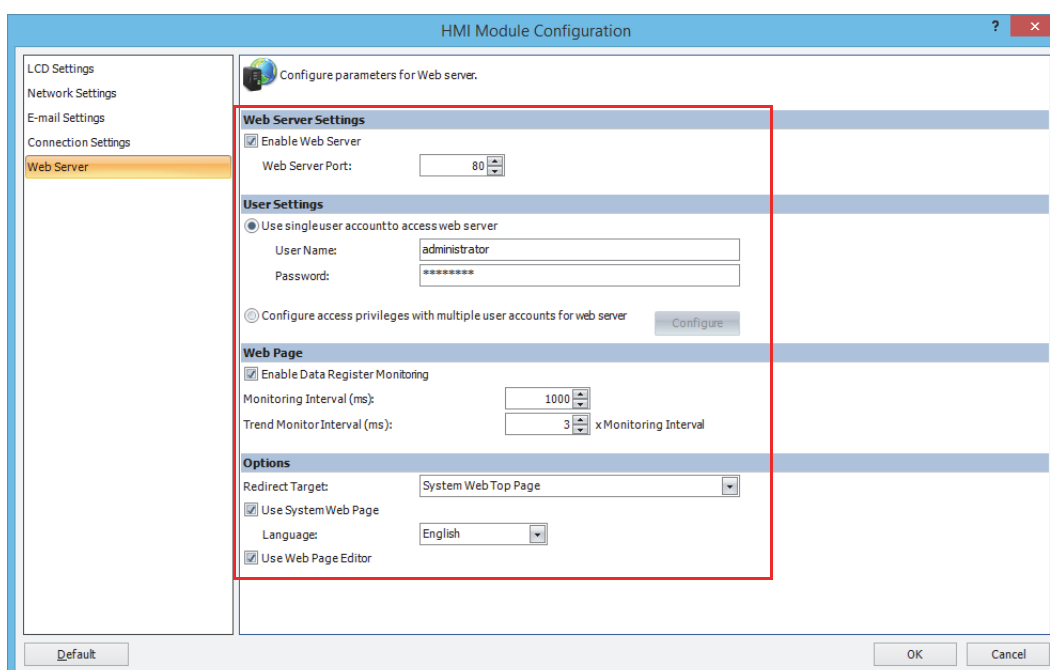 HMI Module Configuration
? ×
LCD Settings
Network Settings
E-mail Settings
Connection Settings
Web Server
Configure parameters for Web server.
Web Server Settings
Enable Web Server
Web Server Port: 80
User Settings
Use single user account to access web server
User Name: administrator
Password: ********
Configure access privileges with multiple user accounts for web server Configure
Web Page
Enable Data Register Monitoring
Monitoring Interval (ms): 1000
Trend Monitor Interval (ms): 3 x Monitoring Interval
Options
Redirect Target: System Web Top Page
Use System Web Page
Language: English
Use Web Page Editor
Default OK Cancel